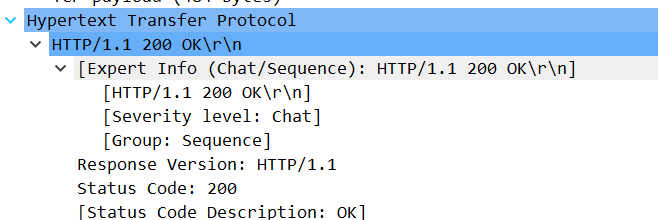 Hypertext Transfer Protocol
HTTP/1.1 200 OK\r\n
[Expert Info (Chat/Sequence): HTTP/1.1 200 OK\r\n]
[HTTP/1.1 200 OK\r\n]
[Severity level: Chat]
[Group: Sequence]
Response Version: HTTP/1.1
Status Code: 200
[Status Code Description: OK]